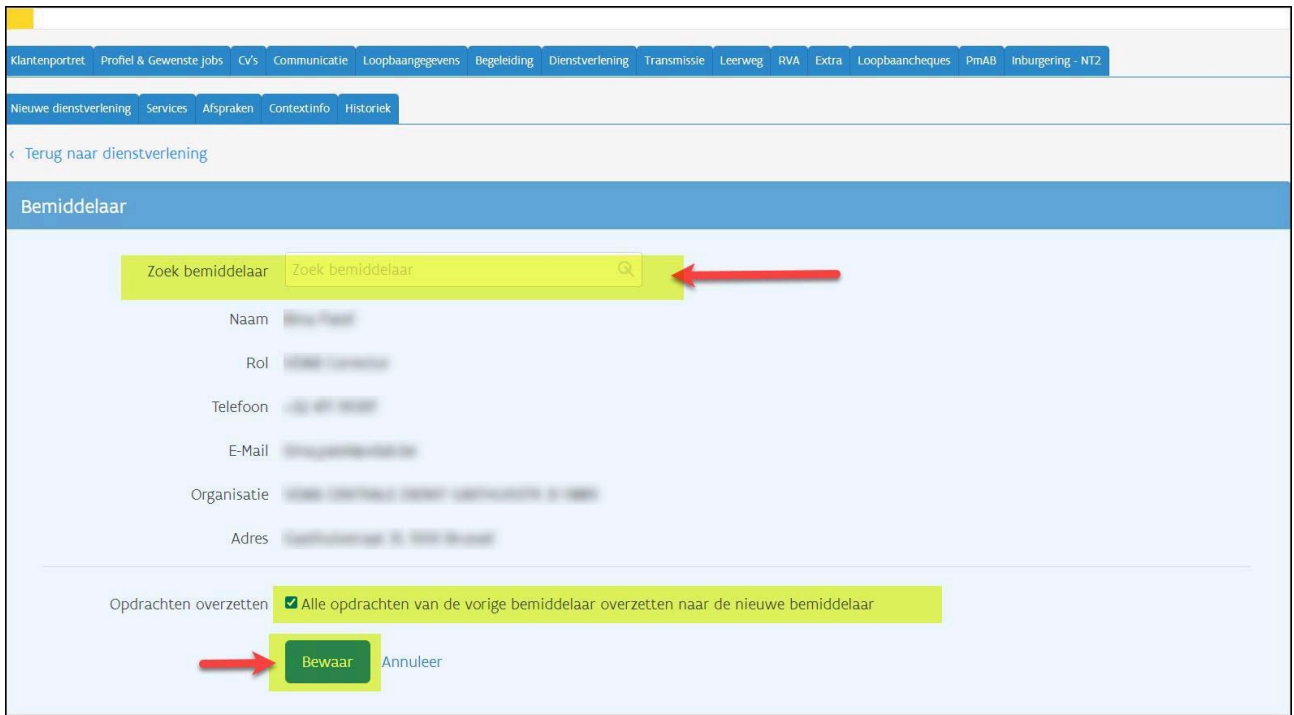 Klantenportret Profiel & Gewenste jobs Cv's Communicatie Loopbaangegevens Begeleiding Dienstverlening Transmissie Leerweg RVA Extra Loopbaancheques PmAB Inburgering - NT2
Nieuwe dienstverlening Services Afspraken Contextinfo Historiek
< Terug naar dienstverlening
Bemiddelaar
Zoek bemiddelaar Zoek bemiddelaar
Naam
Rol
Telefoon
E-Mail
Organisatie
Adres
Opdrachten overzetten Alle opdrachten van de vorige bemiddelaar overzetten naar de nieuwe bemiddelaar
Bewaar Annuleer